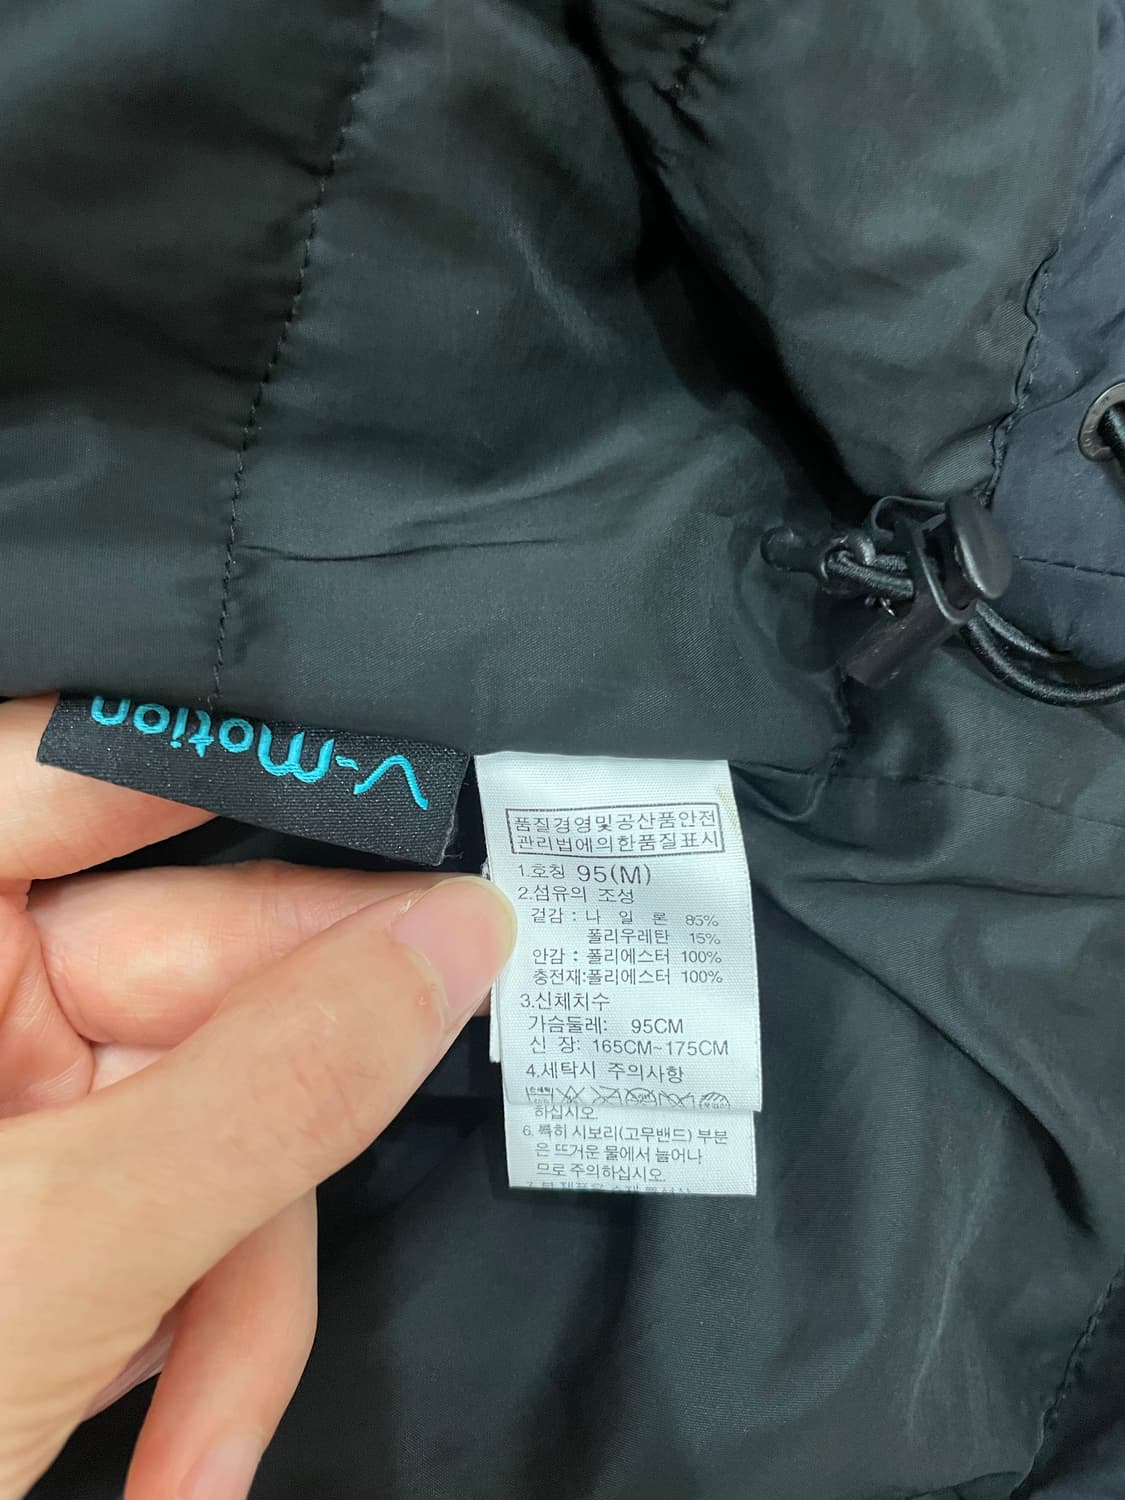 V-Motion
품질경영및공산품안전
관리법에의한품질표시
1.호칭 95(M)
2.섬유의 조성
겉감 : 나 일 론 85%
폴리우레탄 15%
안감 : 폴리에스터 100%
충전재:폴리에스터 100%
3.신체치수
가슴둘레: 95CM
신 장: 165CM~175CM
4.세탁시 주의사항
하십시오.
6. 특히 시보리(고무밴드) 부분
은 뜨거운 물에서 늘어나
므로 주의하십시오.